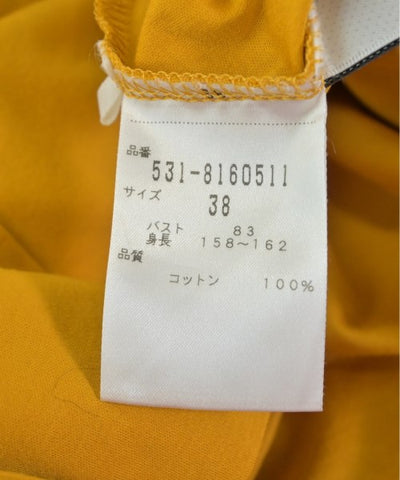 品番
531-8160511
サイズ
38
バスト 83
身長 158〜162
品質
コットン 100%